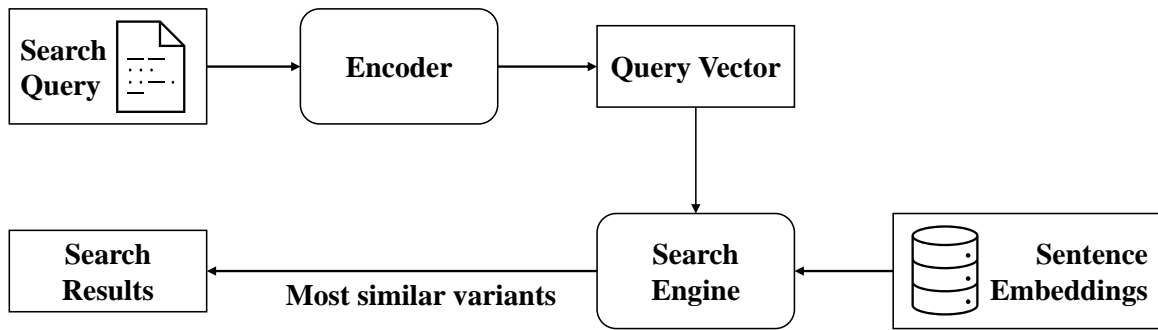 Search
Query
Encoder
Query Vector
Search
Results
Most similar variants
Search
Engine
Sentence
Embeddings